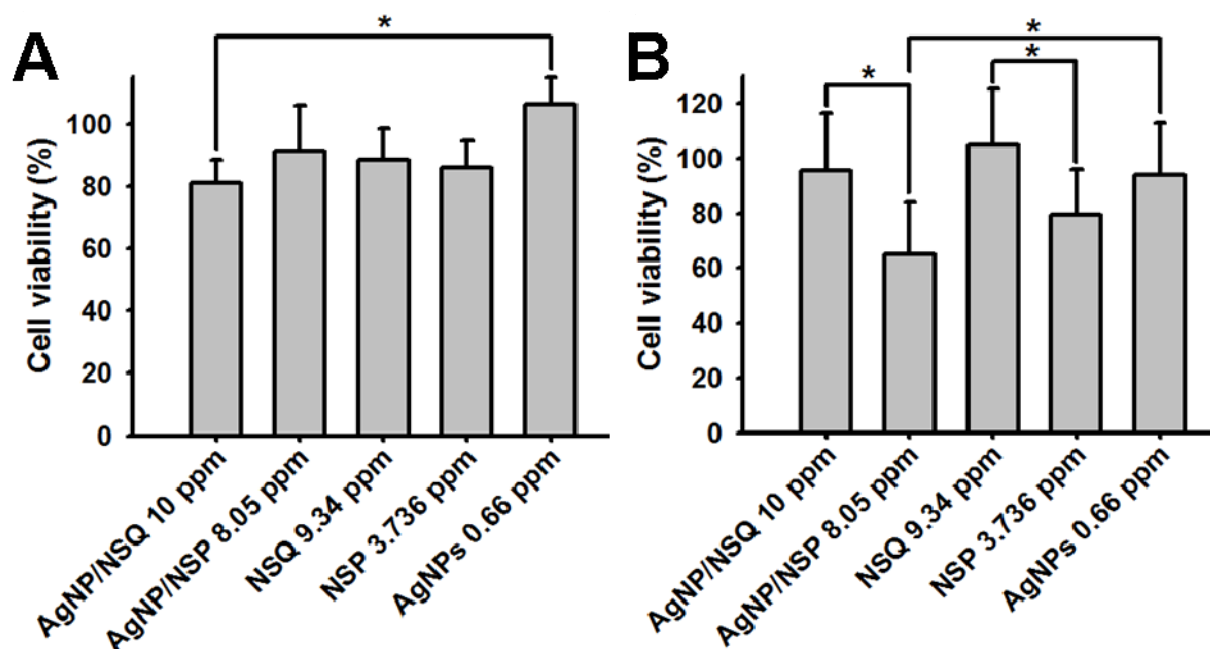 A
*
Cell viability (%)
100
80
60
40
20
0
AgNP/NSQ 10 ppm
AgNP/NSP 8.05 ppm
NSQ 9.34 ppm
NSP 3.736 ppm
AgNPs 0.66 ppm
B
*
*
*
Cell viability (%)
120
100
80
60
40
20
0
AgNP/NSQ 10 ppm
AgNP/NSP 8.05 ppm
NSQ 9.34 ppm
NSP 3.736 ppm
AgNPs 0.66 ppm